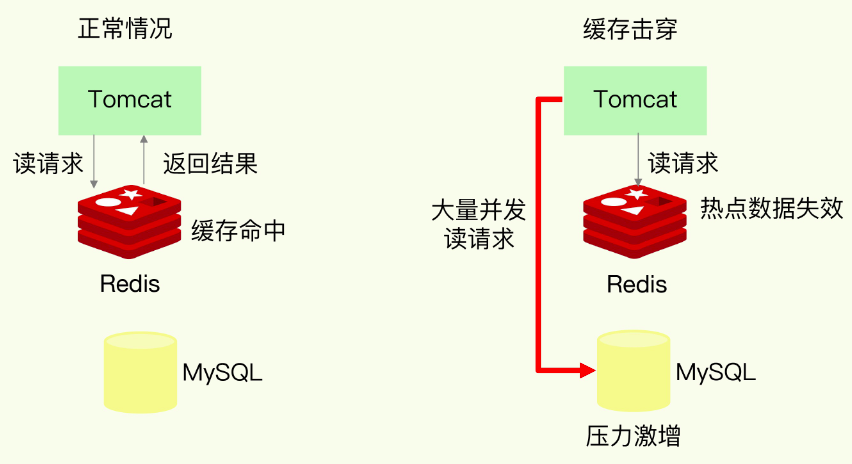 正常情况
Tomcat
读请求
返回结果
缓存命中
Redis
MySQL
缓存击穿
Tomcat
读请求
大量并发
读请求
热点数据失效
Redis
MySQL
压力激增